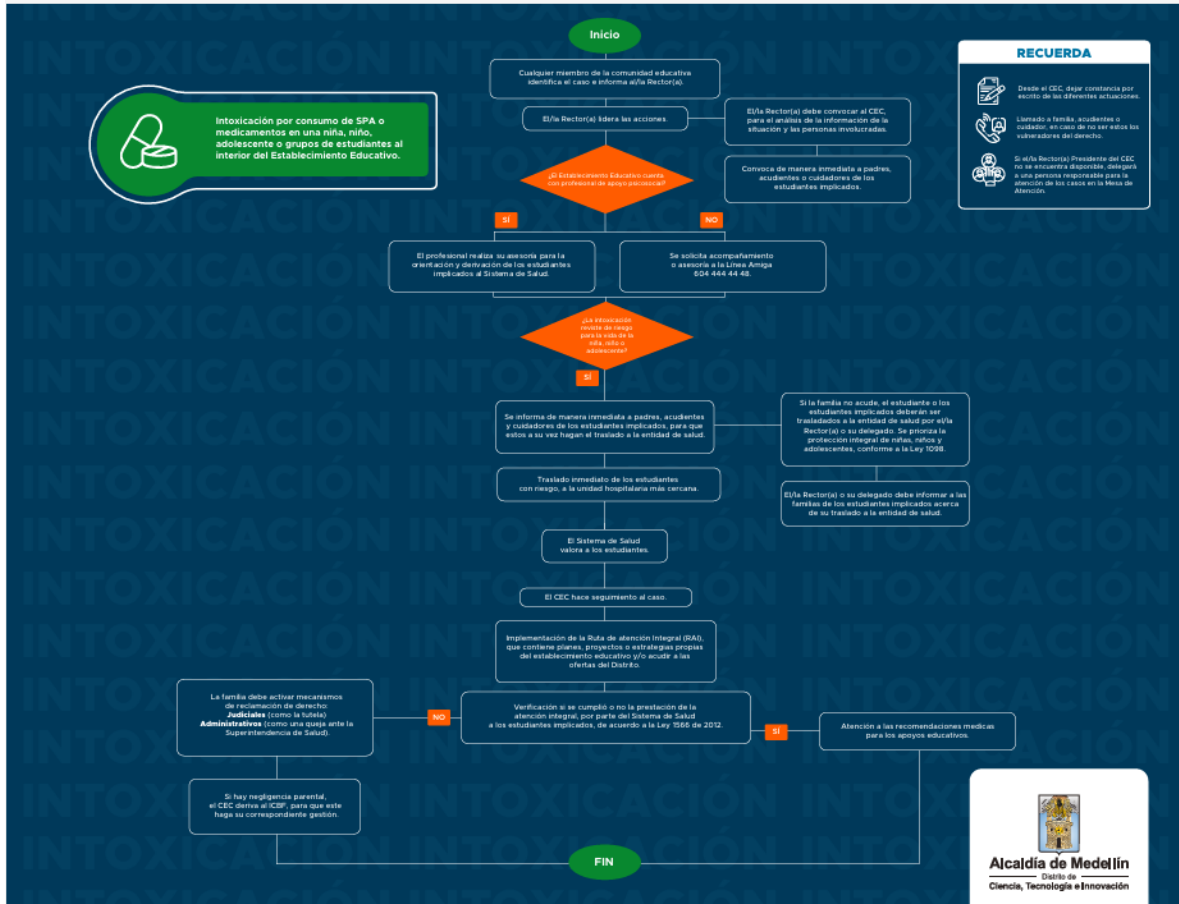 Inicio
Cualquier miembro de la comunidad educativa
identifica el caso e informa al/la Rector(a).
El/la Rector(a) lidera las acciones.
El/la Rector(a) debe convocar al CEC,
para el análisis de la información de la
situación y las personas involucradas.
Convoca de manera inmediata a padres,
acudientes o cuidadores de los
estudiantes implicados.
RECUERDA
Desde el CEC, dejar constancia por
escrito de las diferentes actuaciones.
Llamado a familia, acudientes o
cuidador, en caso de no ser estos los
vulneradores del derecho.
Si el/la Rector(a) Presidente del CEC
no se encuentra disponible, delegará
a una persona responsable para la
atención de los casos en la Mesa de
Atención.
Intoxicación por consumo de SPA o
medicamentos en una niña, niño,
adolescente o grupos de estudiantes al
interior del Establecimiento Educativo.
¿El Establecimiento Educativo cuenta
con profesional de apoyo psicosocial?
SÍ
NO
El profesional realiza su asesoría para la
orientación y derivación de los estudiantes
implicados al Sistema de Salud.
Se solicita acompañamiento
o asesoría a la Línea Amiga
604 444 44 48.
¿La intoxicación
reviste de riesgo
para la vida de la
niña, niño o
adolescente?
SÍ
Se informa de manera inmediata a padres, acudientes
y cuidadores de los estudiantes implicados, para que
estos a su vez hagan el traslado a la entidad de salud.
Si la familia no acude, el estudiante o los
estudiantes implicados deberán ser
trasladados a la entidad de salud por el/la
Rector(a) o su delegado. Se prioriza la
protección integral de niñas, niños y
adolescentes, conforme a la Ley 1098.
Traslado inmediato de los estudiantes
con riesgo, a la unidad hospitalaria más cercana.
El/la Rector(a) o su delegado debe informar a las
familias de los estudiantes implicados acerca
de su traslado a la entidad de salud.
El Sistema de Salud
valora a los estudiantes.
El CEC hace seguimiento al caso.
Implementación de la Ruta de atención Integral (RAI),
que contiene planes, proyectos o estrategias propias
del establecimiento educativo y/o acudir a las
ofertas del Distrito.
Verificación si se cumplió o no la prestación de la
atención integral, por parte del Sistema de Salud
a los estudiantes implicados, de acuerdo a la Ley 1566 de 2012.
NO
La familia debe activar mecanismos
de reclamación de derecho:
Judiciales (como la tutela)
Administrativos (como una queja ante la
Superintendencia de Salud).
Si hay negligencia parental,
el CEC deriva al ICBF, para que este
haga su correspondiente gestión.
SÍ
Atención a las recomendaciones medicas
para los apoyos educativos.
FIN
Alcaldía de Medellín
Distrito de
Ciencia, Tecnología e Innovación
INTOXICACIÓN INTOXICACIÓN INTOXICACIÓN